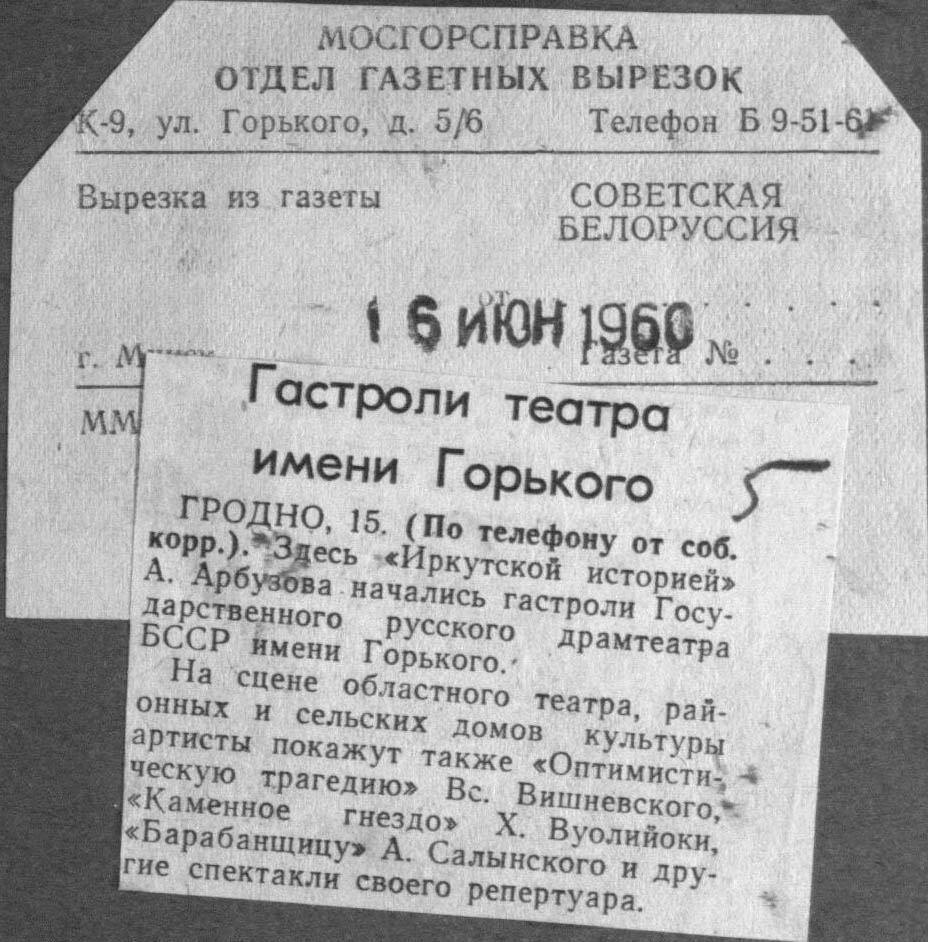 МОСГОРСПРАВКА
ОТДЕЛ ГАЗЕТНЫХ ВЫРЕЗОК
К-9, ул. Горького, д. 5/6 Телефон Б 9-51-61
Вырезка из газеты СОВЕТСКАЯ
БЕЛОРУССИЯ
от . . . . .
16 ИЮН 1960
г. Минск Газета № . . .
Гастроли театра
имени Горького
ГРОДНО, 15. (По телефону от соб.
корр.). Здесь «Иркутской историей»
А. Арбузова начались гастроли Госу-
дарственного русского драмтеатра
БССР имени Горького.
На сцене областного театра, рай-
онных и сельских домов культуры
артисты покажут также «Оптимисти-
ческую трагедию» Вс. Вишневского,
«Каменное гнездо» Х. Вуолийоки,
«Барабанщицу» А. Салынского и дру-
гие спектакли своего репертуара.